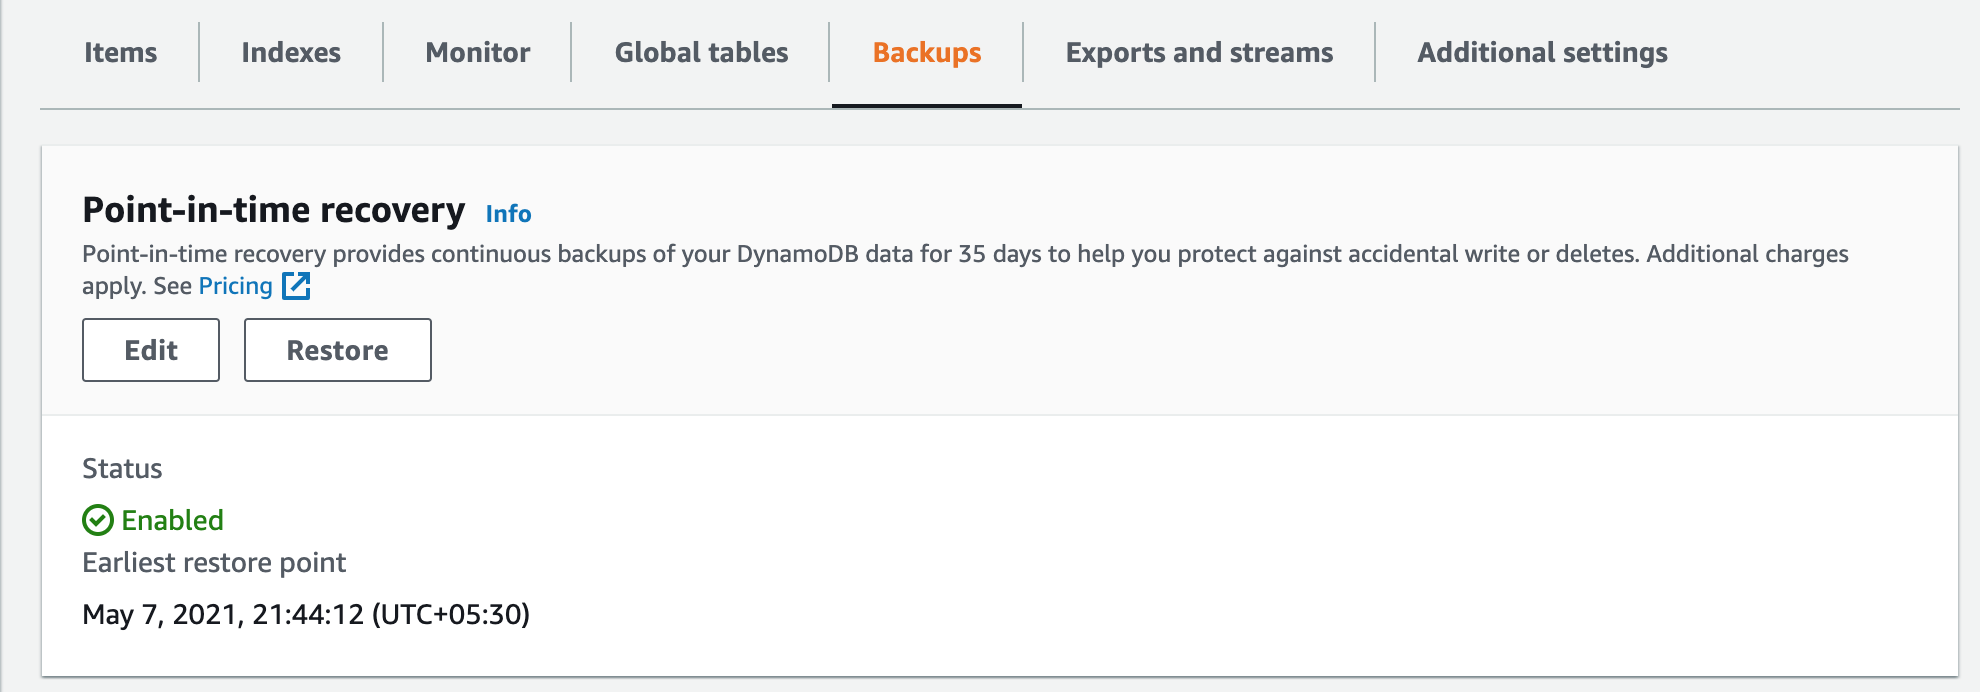 Items Indexes Monitor Global tables Backups Exports and streams Additional settings
Point-in-time recovery Info
Point-in-time recovery provides continuous backups of your DynamoDB data for 35 days to help you protect against accidental write or deletes. Additional charges
apply. See Pricing
Edit Restore
Status
Enabled
Earliest restore point
May 7, 2021, 21:44:12 (UTC+05:30)